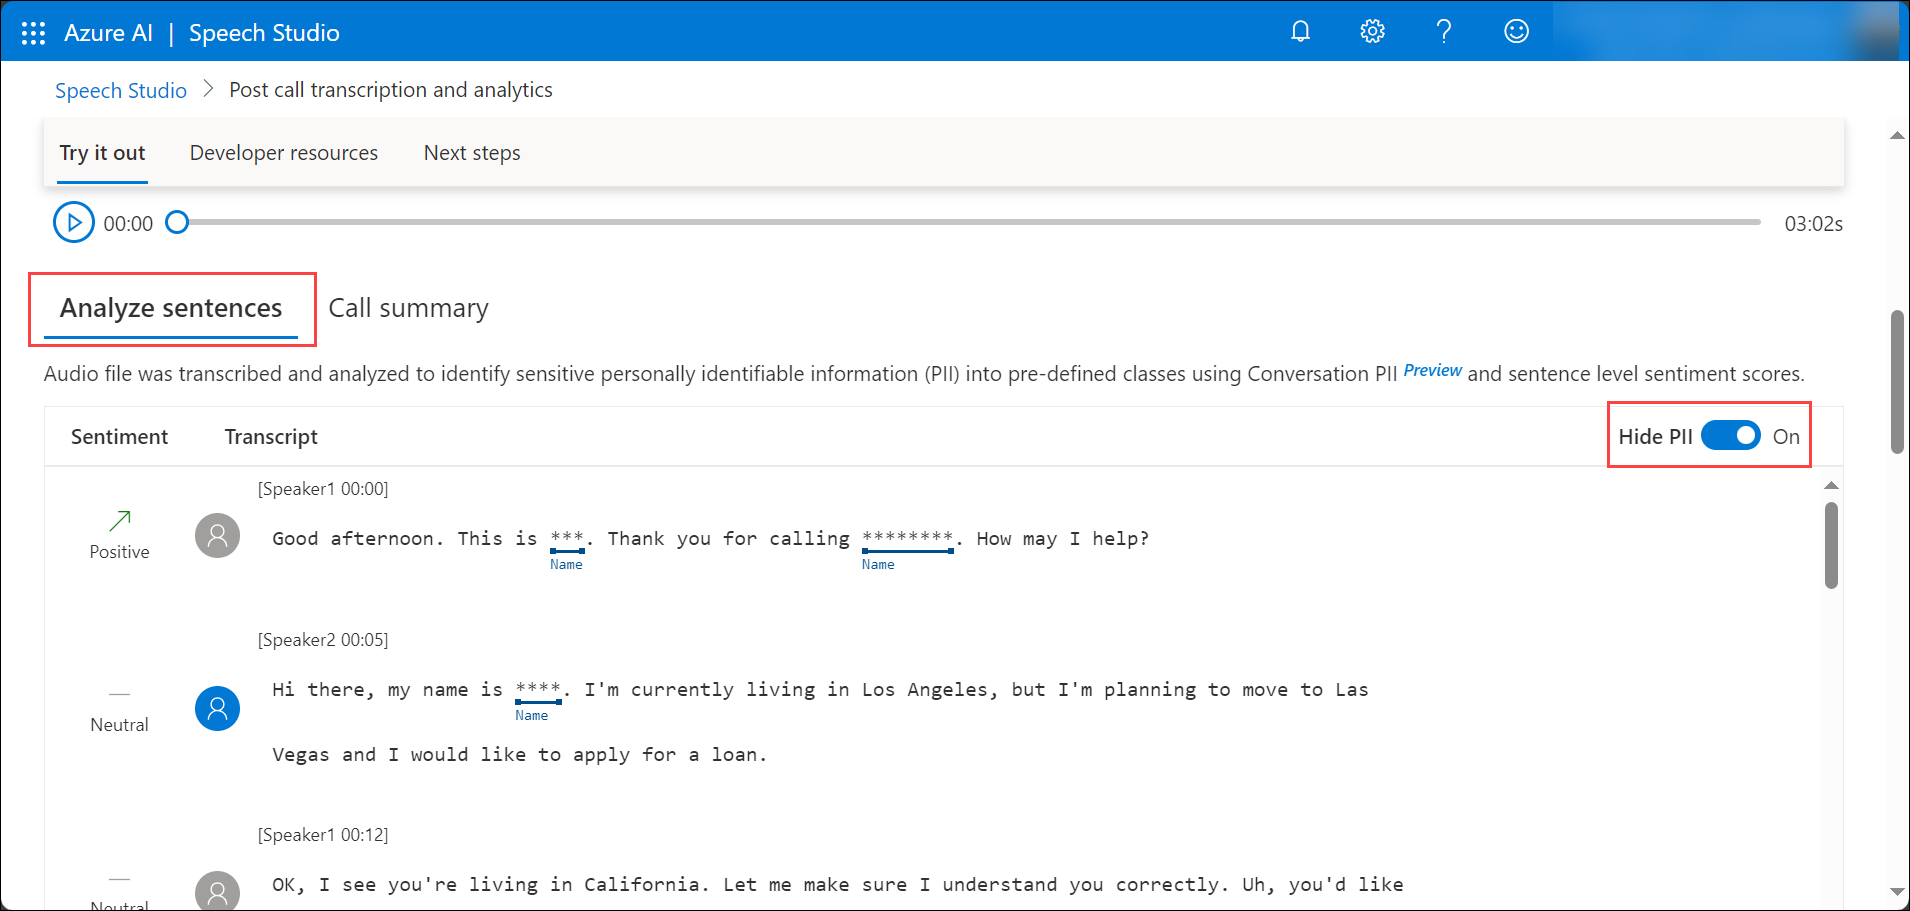 Azure AI | Speech Studio
Speech Studio > Post call transcription and analytics
Try it out Developer resources Next steps
00:00 03:02s
Analyze sentences Call summary
Audio file was transcribed and analyzed to identify sensitive personally identifiable information (PII) into pre-defined classes using Conversation PII Preview and sentence level sentiment scores.
Sentiment Transcript Hide PII On
[Speaker1 00:00]
Good afternoon. This is ***. Thank you for calling ********. How may I help?
Positive
Name Name
[Speaker2 00:05]
Hi there, my name is ****. I'm currently living in Los Angeles, but I'm planning to move to Las
Name
Neutral
Vegas and I would like to apply for a loan.
[Speaker1 00:12]
OK, I see you're living in California. Let me make sure I understand you correctly. Uh, you'd like
Neutral